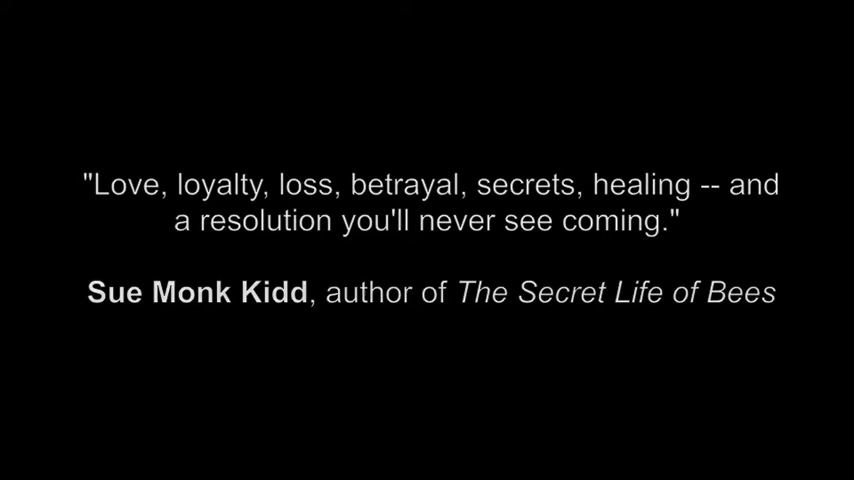 "Love, loyalty, loss, betrayal, secrets, healing -- and
a resolution you'll never see coming."
Sue Monk Kidd, author of The Secret Life of Bees